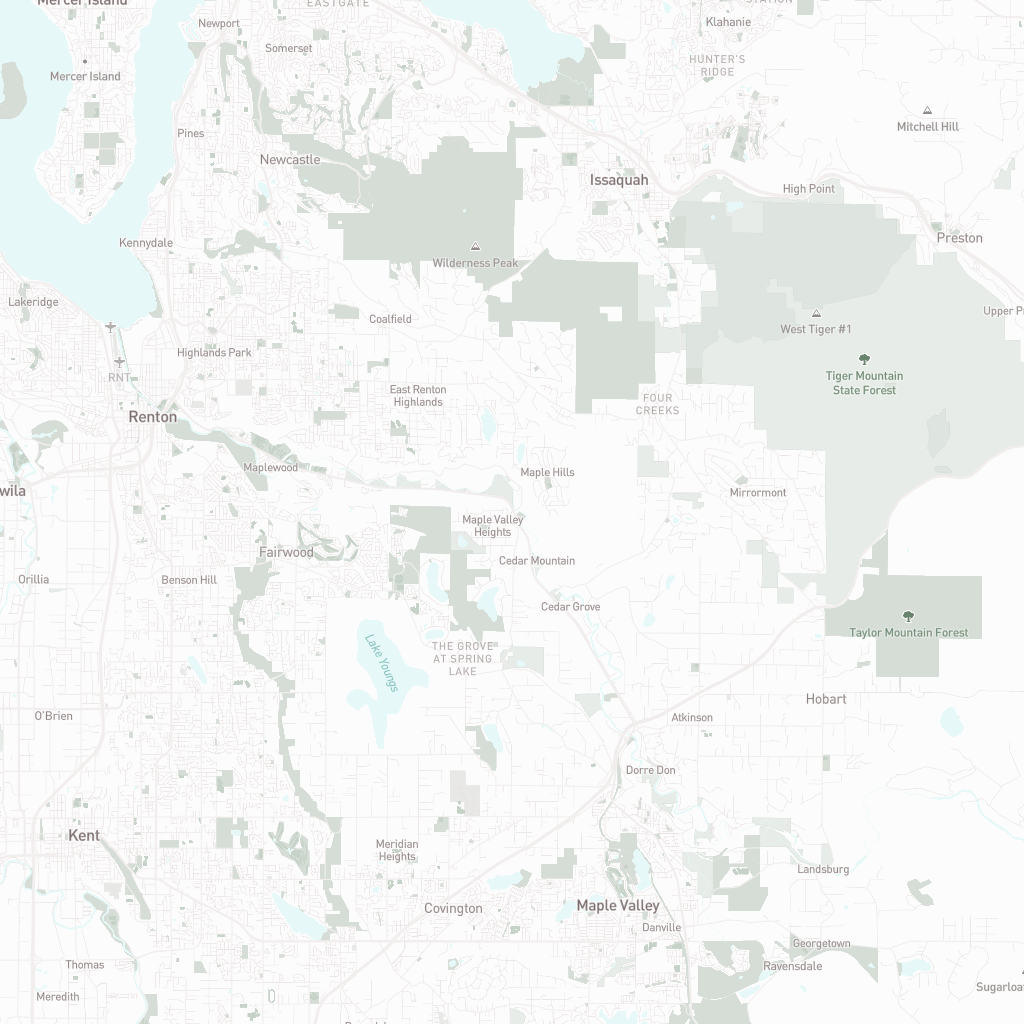 Mercer Island
EASTGATE
STATION
Newport
Klahanie
Somerset
HUNTER'S
RIDGE
Mercer Island
Mitchell Hill
Pines
Newcastle
Issaquah
High Point
Kennydale
Preston
Wilderness Peak
Lakeridge
Upper
Coalfield
West Tiger #1
Highlands Park
RNT
Tiger Mountain
State Forest
East Renton
Highlands
FOUR
CREEKS
Renton
Maplewood
Maple Hills
wila
Mirrormont
Maple Valley
Heights
Fairwood
Cedar Mountain
Orillia
Benson Hill
Cedar Grove
Taylor Mountain Forest
THE GROVE
AT SPRING
LAKE
Lake Youngs
Hobart
O'Brien
Atkinson
Dorre Don
Kent
Meridian
Heights
Landsburg
Covington
Maple Valley
Danville
Georgetown
Thomas
Ravensdale
Meredith
Sugarloa